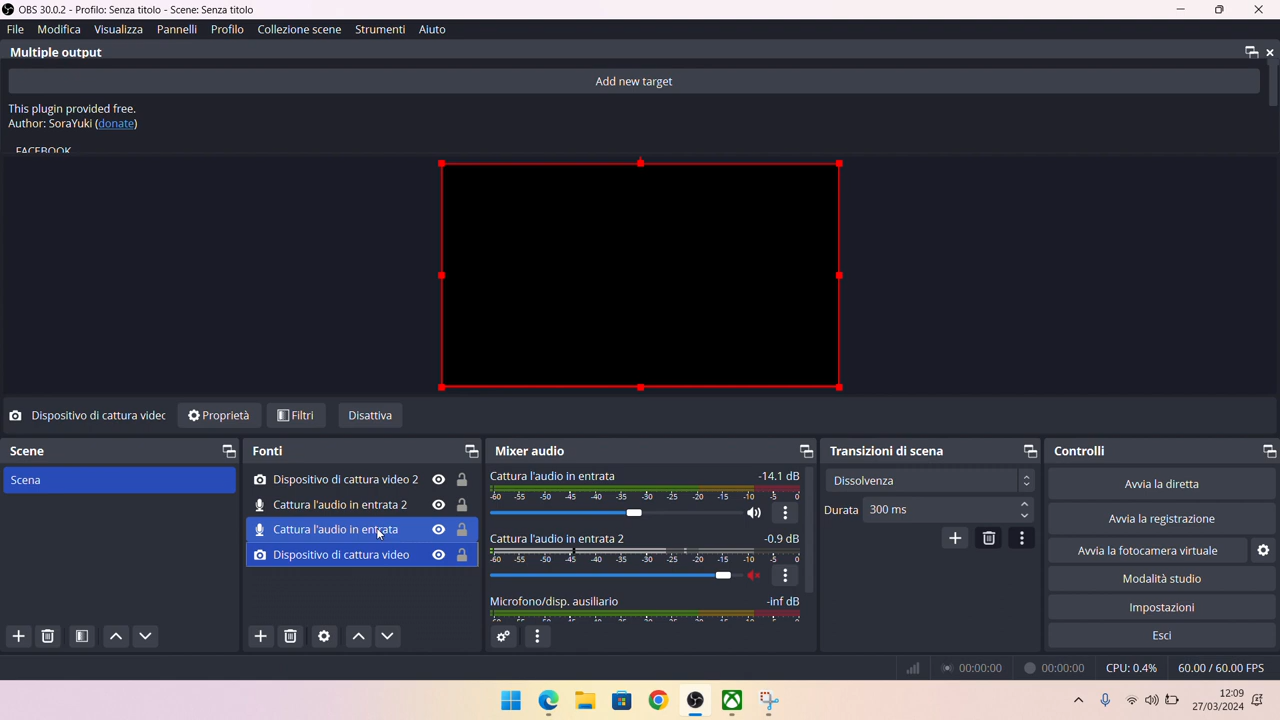 OBS 30.0.2 - Profilo: Senza titolo - Scene: Senza titolo
File Modifica Visualizza Pannelli Profilo Collezione scene Strumenti Aiuto
Multiple output
Add new target
This plugin provided free.
Author: SoraYuki (donate)
FACEBOOK
Dispositivo di cattura videc Proprietà Filtri Disattiva
Scene
Scena
Fonti
Dispositivo di cattura video 2
Cattura l'audio in entrata 2
Cattura l'audio in entrata
Dispositivo di cattura video
Mixer audio
Cattura l'audio in entrata -14.1 dB
-60 -55 -50 -45 -40 -35 -30 -25 -20 -15 -10 -5 0
Cattura l'audio in entrata 2 -0.9 dB
-60 -55 -50 -45 -40 -35 -30 -25 -20 -15 -10 -5 0
Microfono/disp. ausiliario -inf dB
Transizioni di scena
Dissolvenza
Durata 300 ms
Controlli
Avvia la diretta
Avvia la registrazione
Avvia la fotocamera virtuale
Modalità studio
Impostazioni
Esci
00:00:00 00:00:00 CPU: 0.4% 60.00 / 60.00 FPS
12:09
27/03/2024